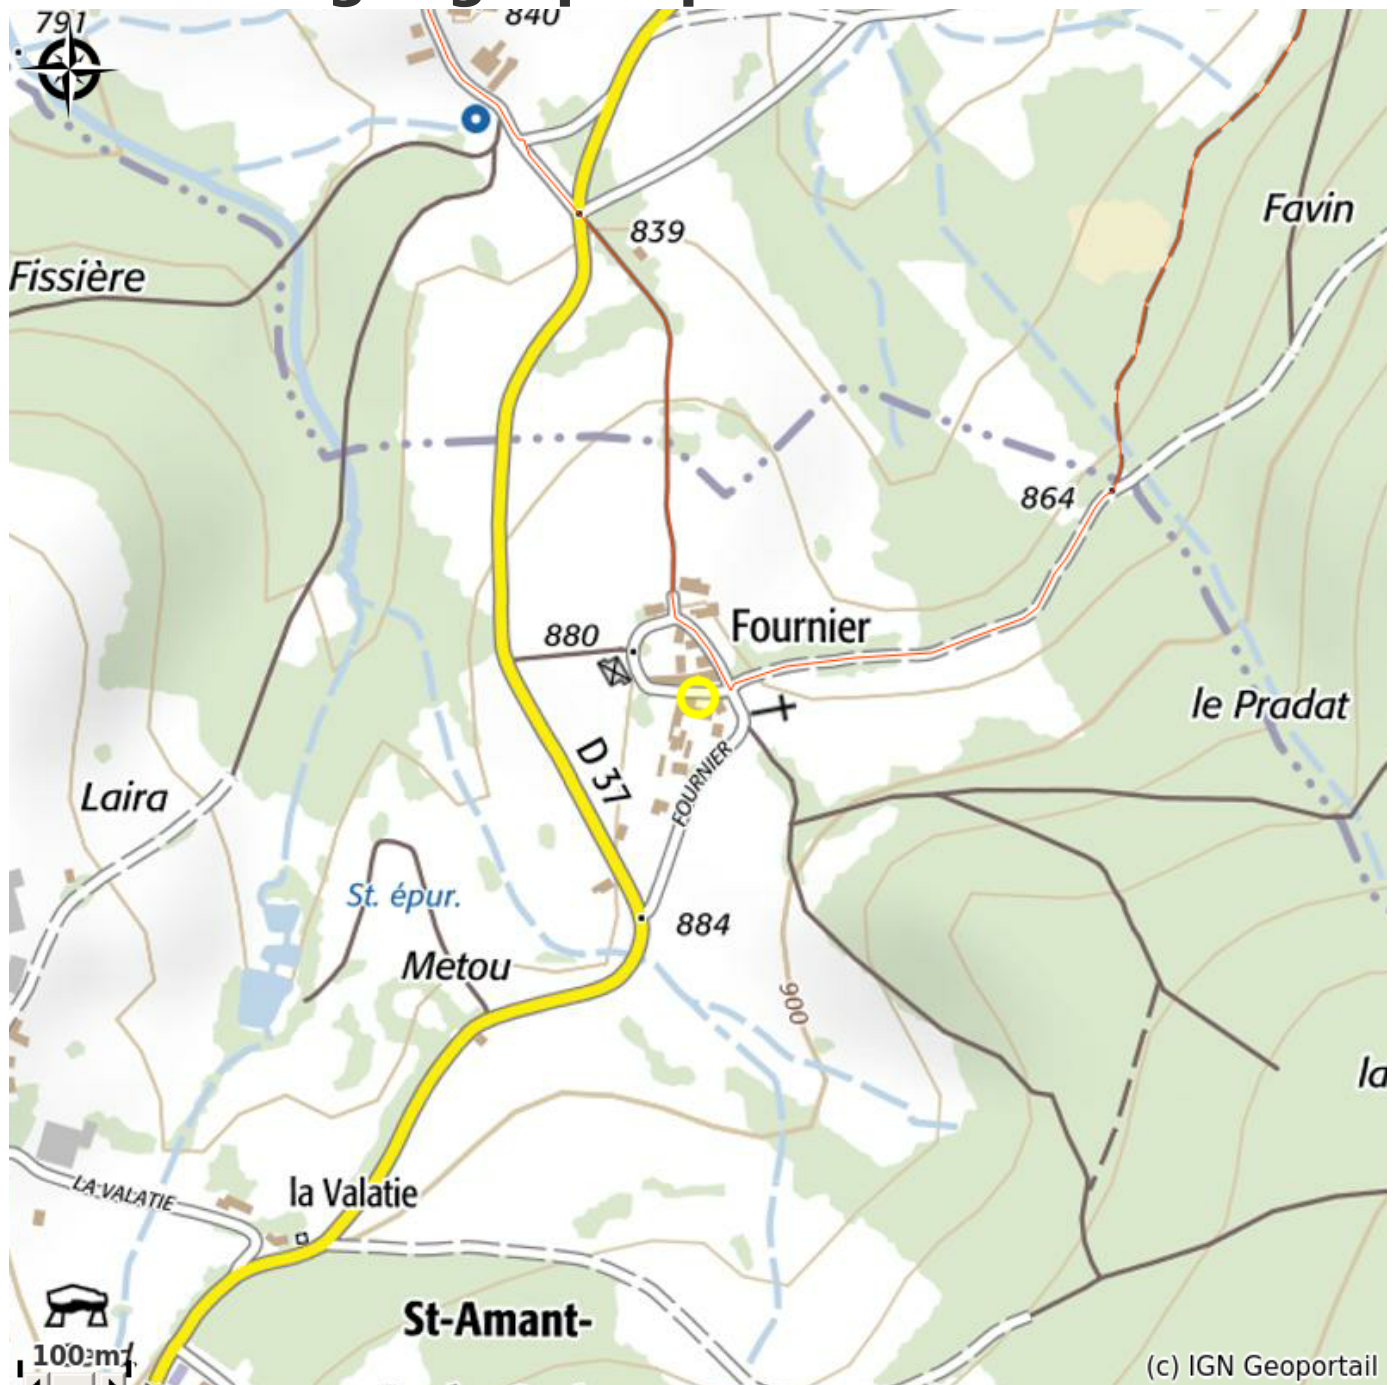 791
840
839
Favin
Fissière
864
880
Fournier
le Pradat
D 37
FOURNIER
Laira
St. épur.
884
Metou
900
la
LA VALATIE
la Valatie
St-Amant-
100 m
(c) IGN Geoportail